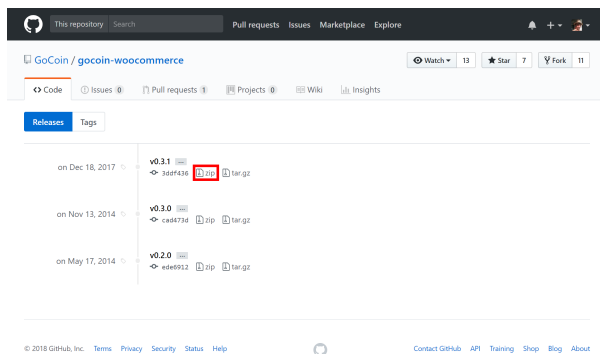 This repository Search Pull requests Issues Marketplace Explore
GoCoin / gocoin-woocommerce Watch 13 Star 7 Fork 11
Code Issues 0 Pull requests 1 Projects 0 Wiki Insights
Releases Tags
on Dec 18, 2017 v0.3.1 ...
3ddf436 zip tar.gz
on Nov 13, 2014 v0.3.0 ...
cad473d zip tar.gz
on May 17, 2014 v0.2.0 ...
ede6912 zip tar.gz
© 2018 GitHub, Inc. Terms Privacy Security Status Help Contact GitHub API Training Shop Blog About